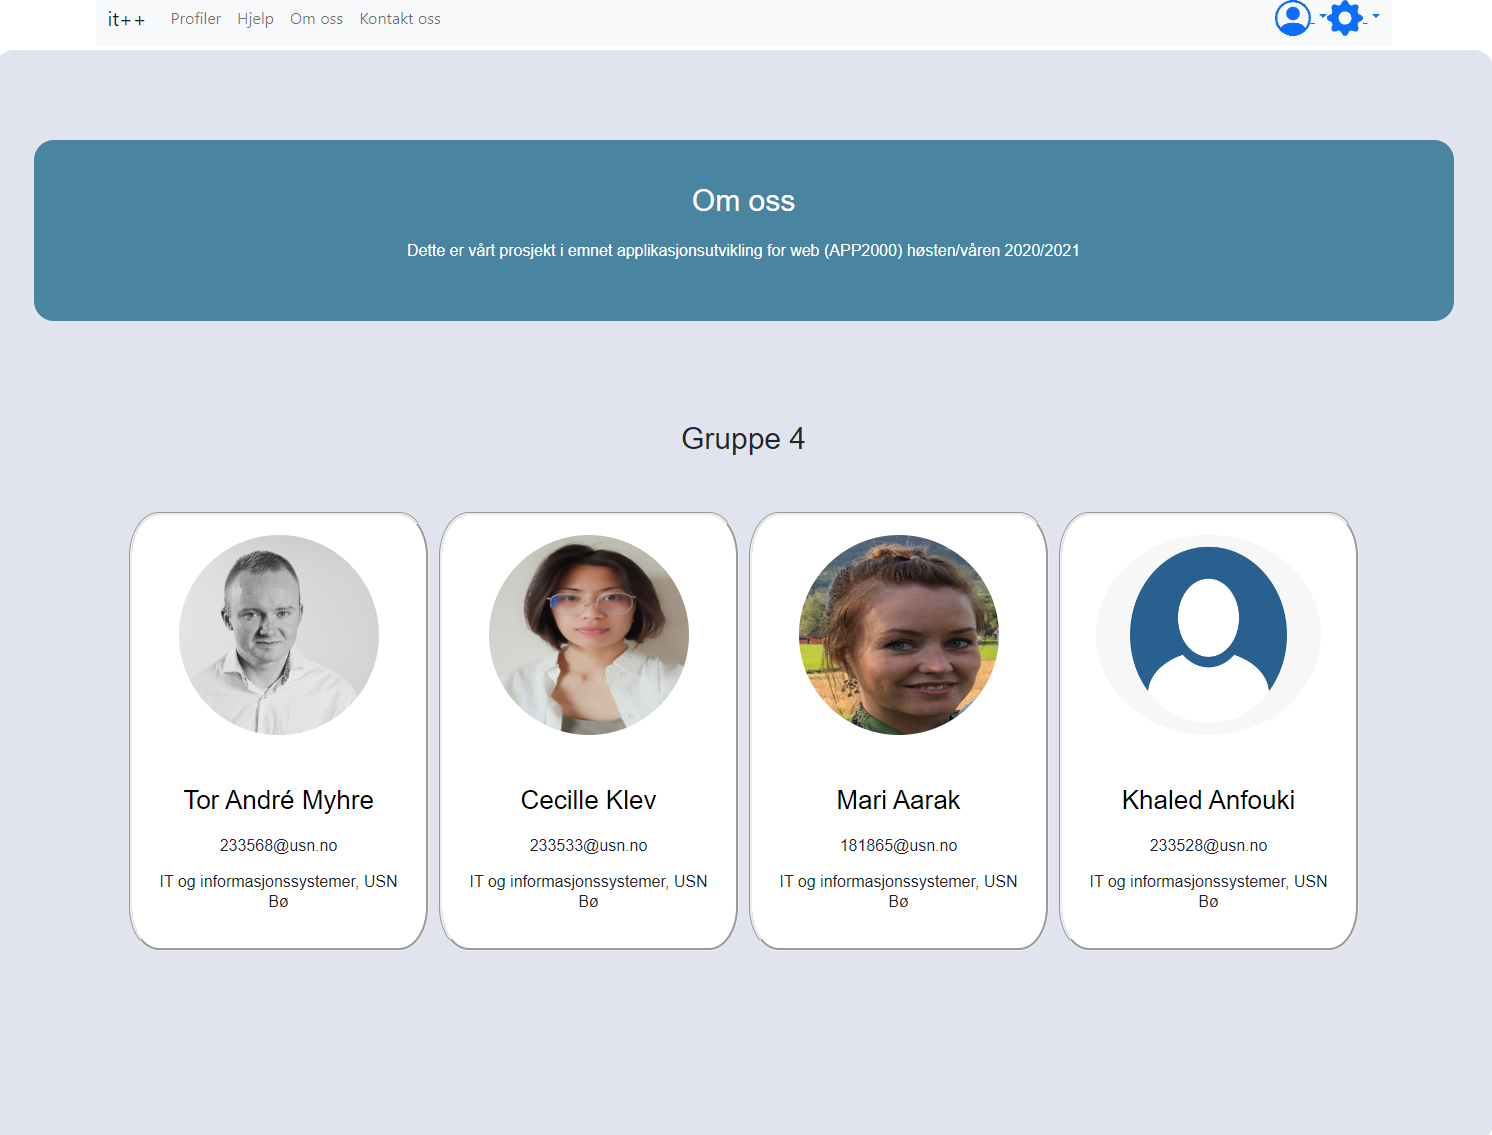 it++ Profiler Hjelp Om oss Kontakt oss
Om oss
Dette er vårt prosjekt i emnet applikasjonsutvikling for web (APP2000) høsten/våren 2020/2021
Gruppe 4
Tor André Myhre
233568@usn.no
IT og informasjonssystemer, USN
Bø
Cecille Klev
233533@usn.no
IT og informasjonssystemer, USN
Bø
Mari Aarak
181865@usn.no
IT og informasjonssystemer, USN
Bø
Khaled Anfouki
233528@usn.no
IT og informasjonssystemer, USN
Bø